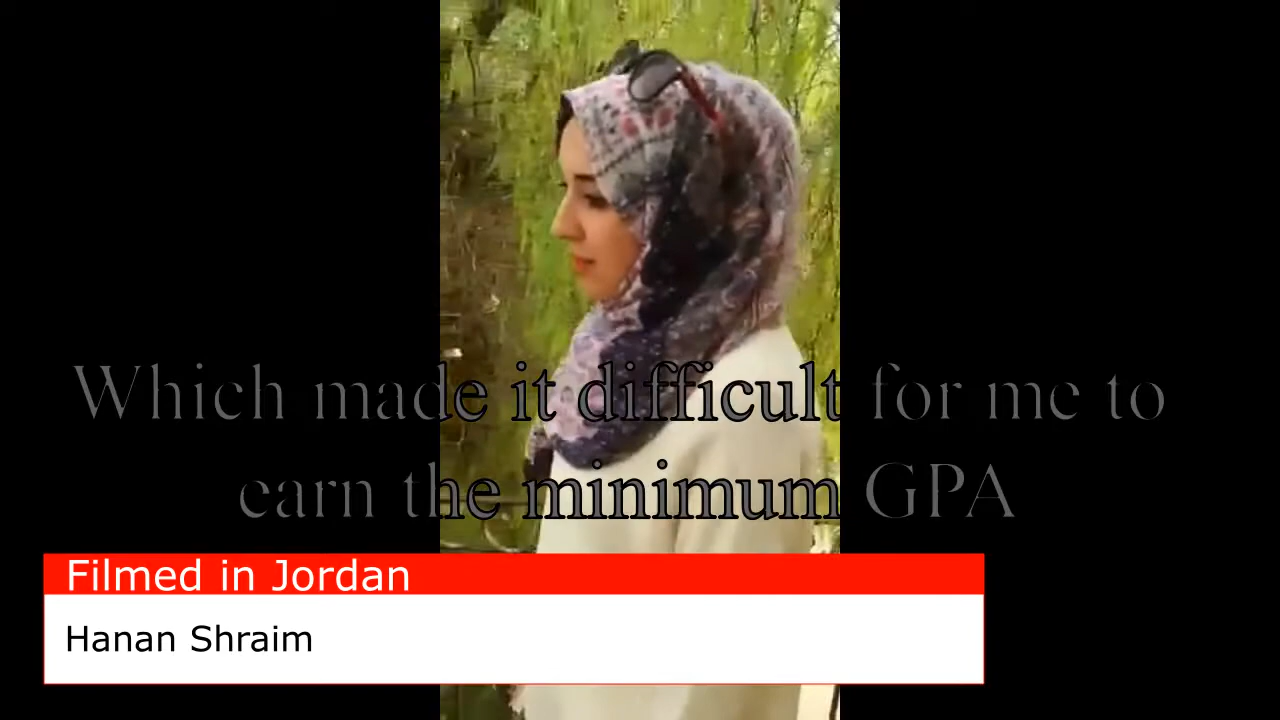 Which made it difficult for me to
earn the minimum GPA
Filmed in Jordan
Hanan Shraim